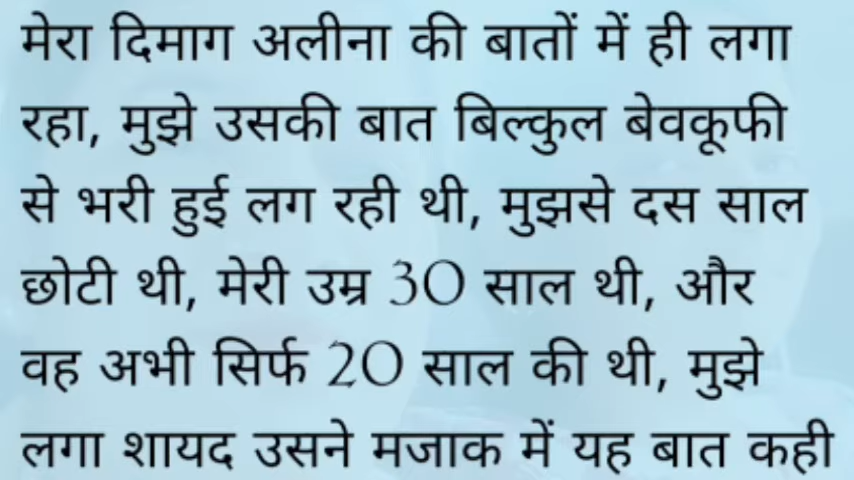 मेरा दिमाग अलीना की बातों में ही लगा
रहा, मुझे उसकी बात बिल्कुल बेवकूफी
से भरी हुई लग रही थी, मुझसे दस साल
छोटी थी, मेरी उम्र 30 साल थी, और
वह अभी सिर्फ 20 साल की थी, मुझे
लगा शायद उसने मजाक में यह बात कही